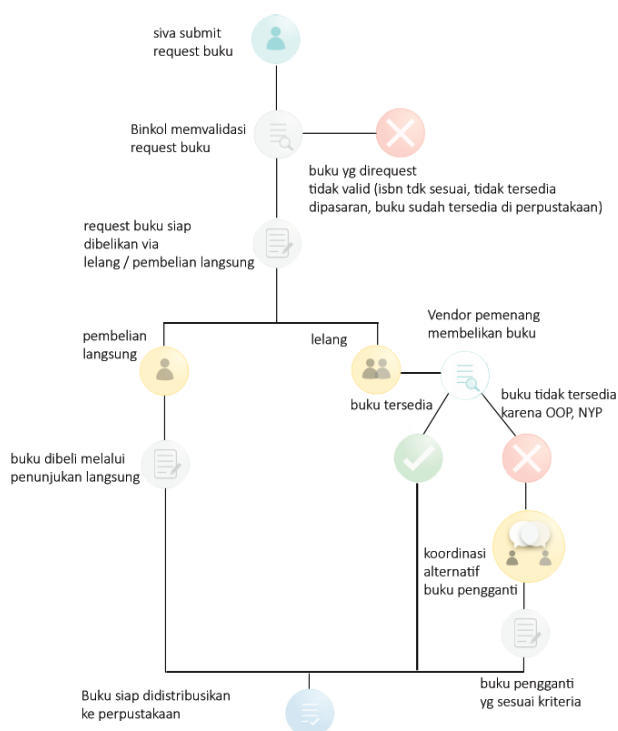 siva submit
request buku
Binkol memvalidasi
request buku
buku yg direquest
tidak valid (isbn tdk sesuai, tidak tersedia
dipasaran, buku sudah tersedia di perpustakaan)
request buku siap
dibelikan via
lelang / pembelian langsung
pembelian
langsung
lelang
Vendor pemenang
membelikan buku
buku tersedia
buku tidak tersedia
karena OOP, NYP
buku dibeli melalui
penunjukan langsung
koordinasi
alternatif
buku pengganti
buku pengganti
yg sesuai kriteria
Buku siap didistribusikan
ke perpustakaan